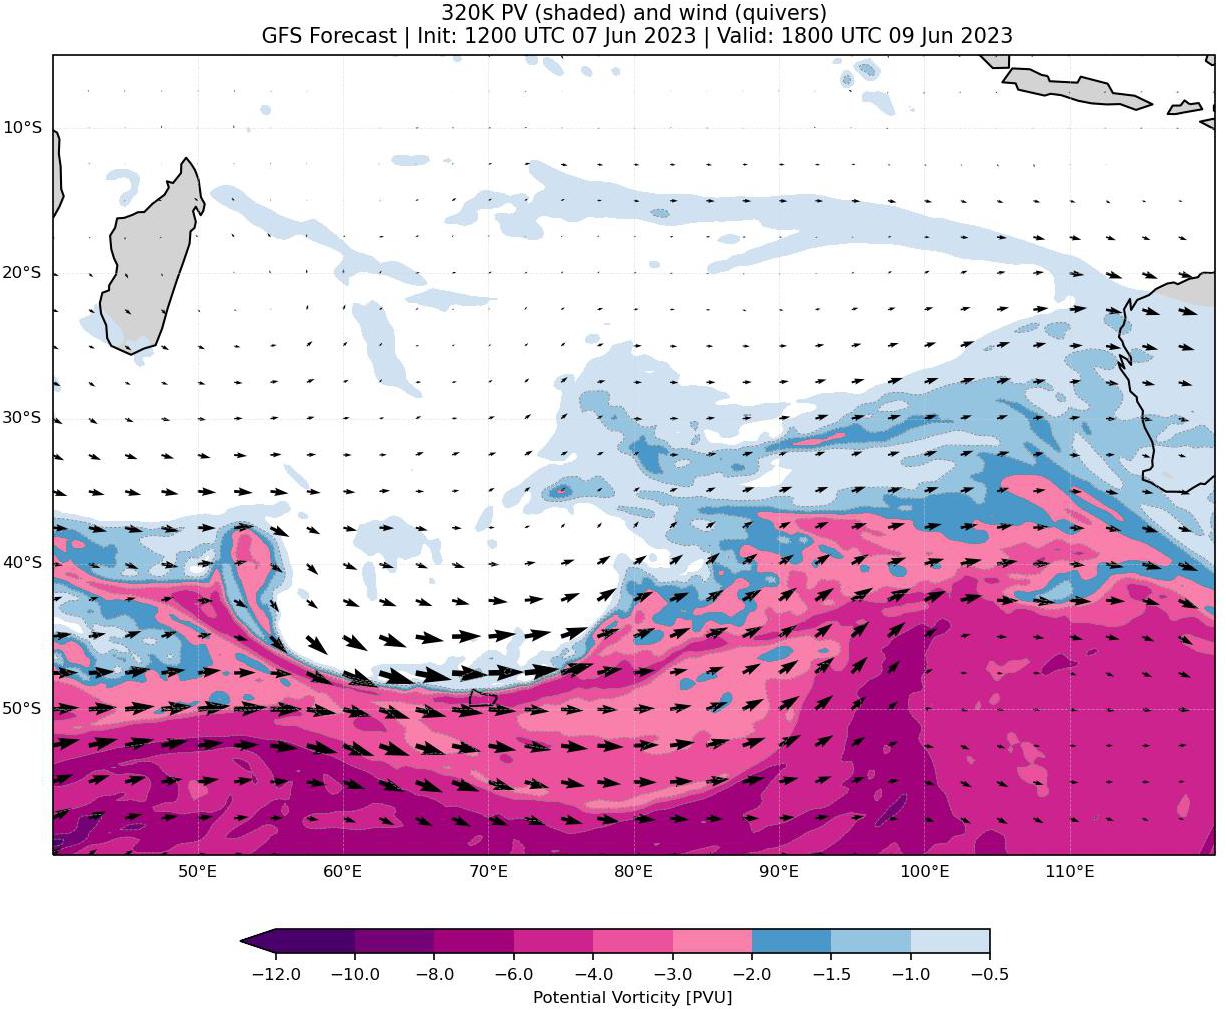 320K PV (shaded) and wind (quivers)
GFS Forecast | Init: 1200 UTC 07 Jun 2023 | Valid: 1800 UTC 09 Jun 2023
10°S
20°S
30°S
40°S
50°S
50°E 60°E 70°E 80°E 90°E 100°E 110°E
−12.0 −10.0 −8.0 −6.0 −4.0 −3.0 −2.0 −1.5 −1.0 −0.5
Potential Vorticity [PVU]